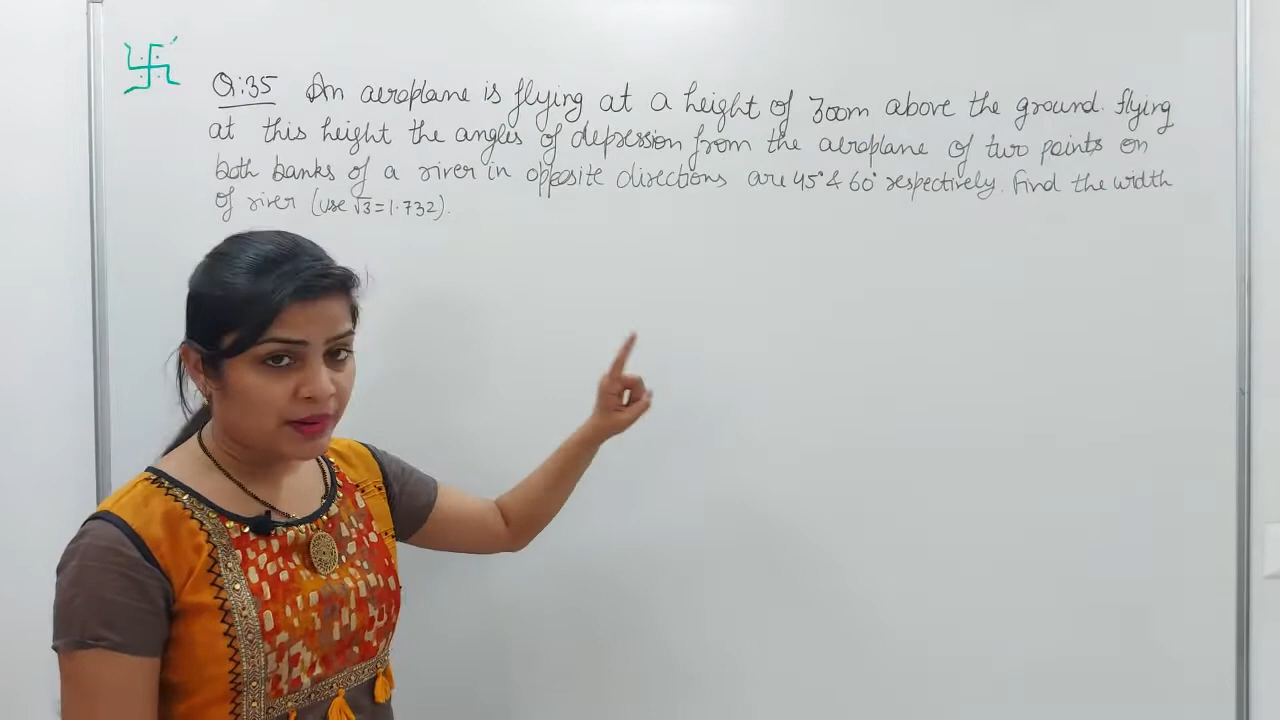 Q:35 An aeroplane is flying at a height of 300m above the ground. flying
at this height the angles of depression from the aeroplane of two points on
both banks of a river in opposite directions are 45° & 60° respectively. Find the width
of river (use √3=1.732).